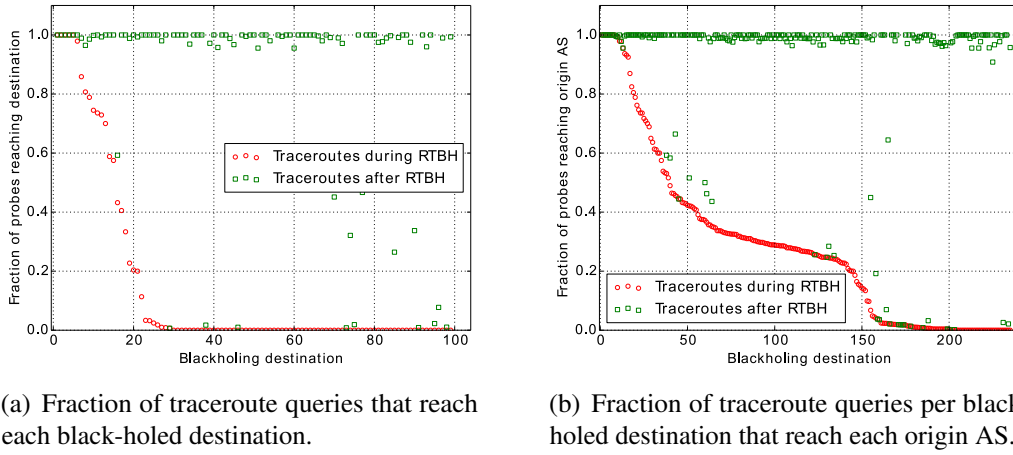 1.0
0.8
0.6
0.4
0.2
0.0
Fraction of probes reaching destination
Traceroutes during RTBH
Traceroutes after RTBH
0 20 40 60 80 100
Blackholing destination
(a) Fraction of traceroute queries that reach
each black-holed destination.
1.0
0.8
0.6
0.4
0.2
0.0
Fraction of probes reaching origin AS
Traceroutes during RTBH
Traceroutes after RTBH
0 50 100 150 200
Blackholing destination
(b) Fraction of traceroute queries per black
holed destination that reach each origin AS.